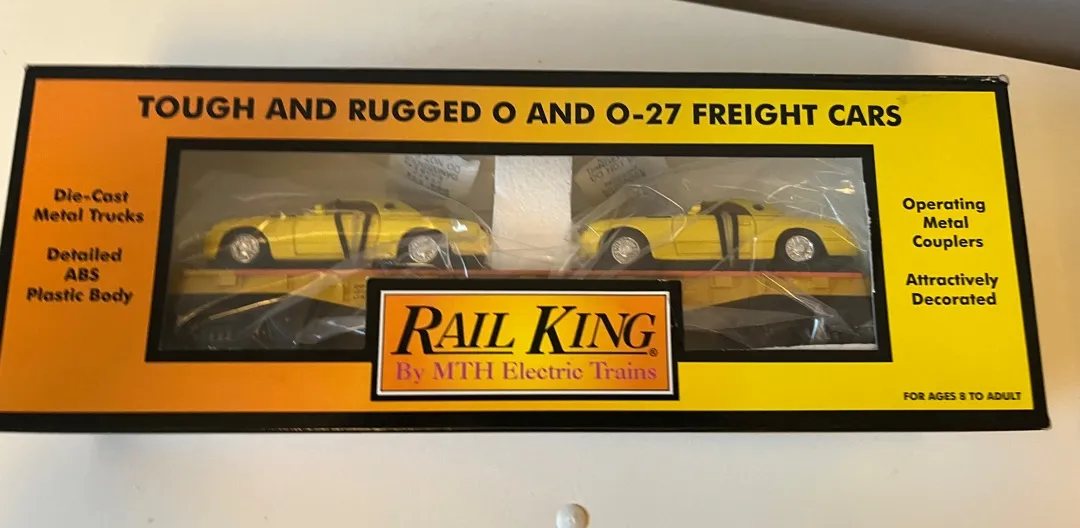 TOUGH AND RUGGED O AND O-27 FREIGHT CARS
Die-Cast
Metal Trucks
Detailed
ABS
Plastic Body
Operating
Metal
Couplers
Attractively
Decorated
RAIL KING®
By MTH Electric Trains
FOR AGES 8 TO ADULT